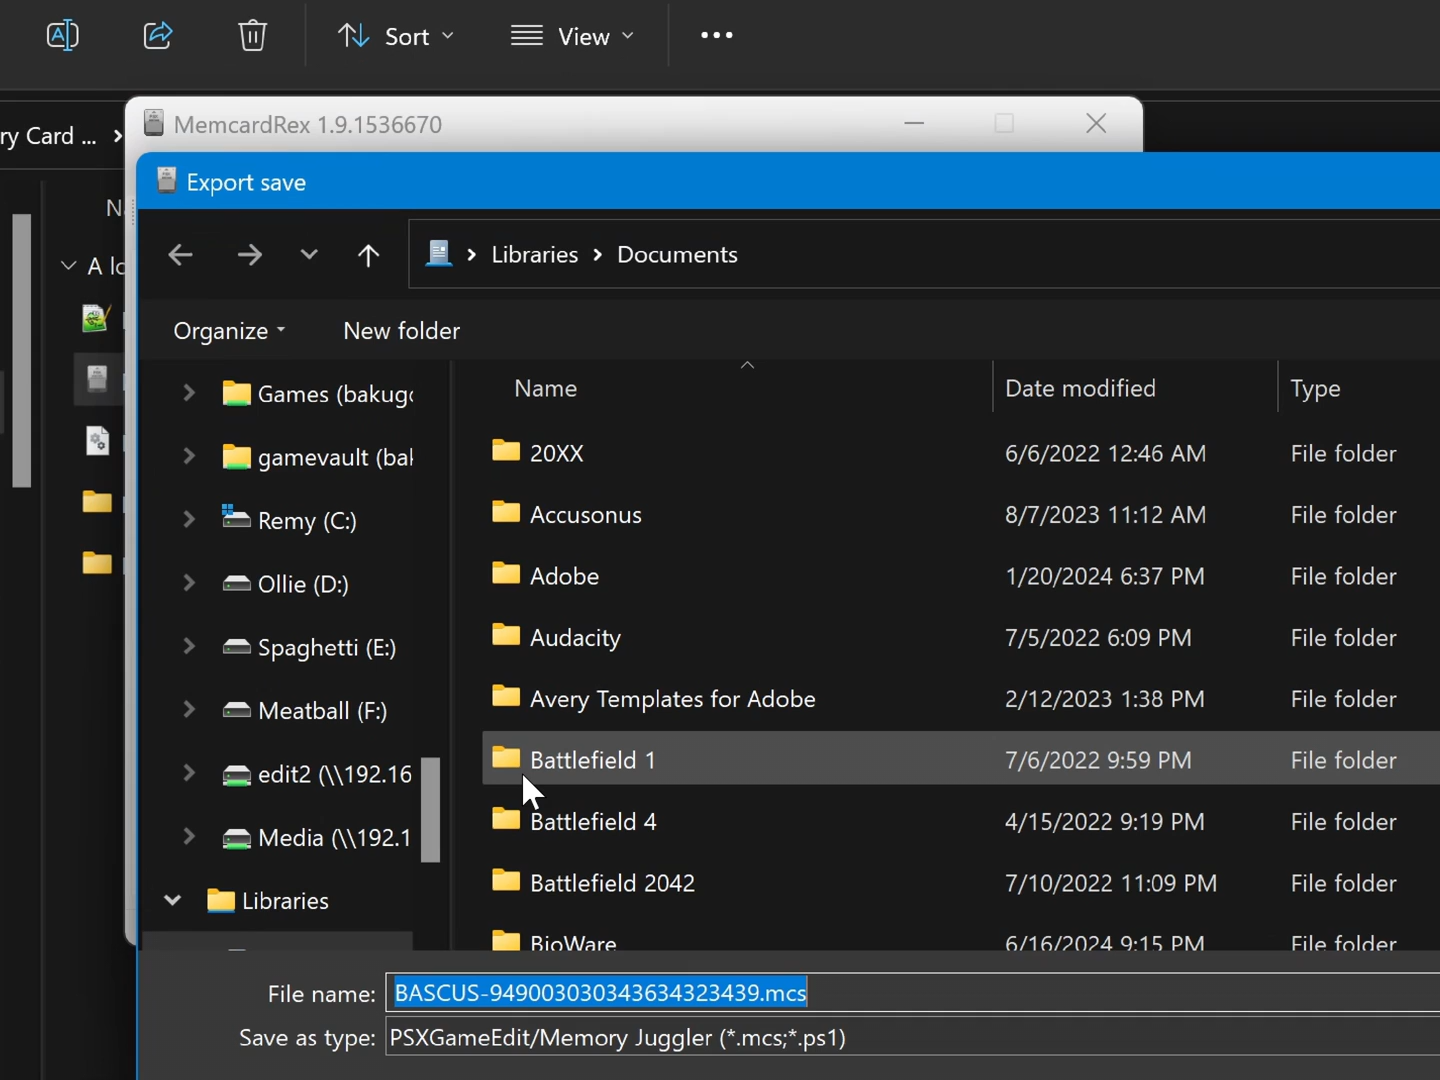 Sort
View
ry Card ...
MemcardRex 1.9.1536670
Export save
Libraries > Documents
Organize
New folder
Name
Date modified
Type
A lo
Games (bakug
gamevault (bak
Remy (C:)
Ollie (D:)
Spaghetti (E:)
Meatball (F:)
edit2 (\\192.16
Media (\\192.1
Libraries
20XX 6/6/2022 12:46 AM File folder
Accusonus 8/7/2023 11:12 AM File folder
Adobe 1/20/2024 6:37 PM File folder
Audacity 7/5/2022 6:09 PM File folder
Avery Templates for Adobe 2/12/2023 1:38 PM File folder
Battlefield 1 7/6/2022 9:59 PM File folder
Battlefield 4 4/15/2022 9:19 PM File folder
Battlefield 2042 7/10/2022 11:09 PM File folder
BioWare 6/16/2024 9:15 PM File folder
File name: BASCUS-949003030343634323439.mcs
Save as type: PSXGameEdit/Memory Juggler (*.mcs;*.ps1)